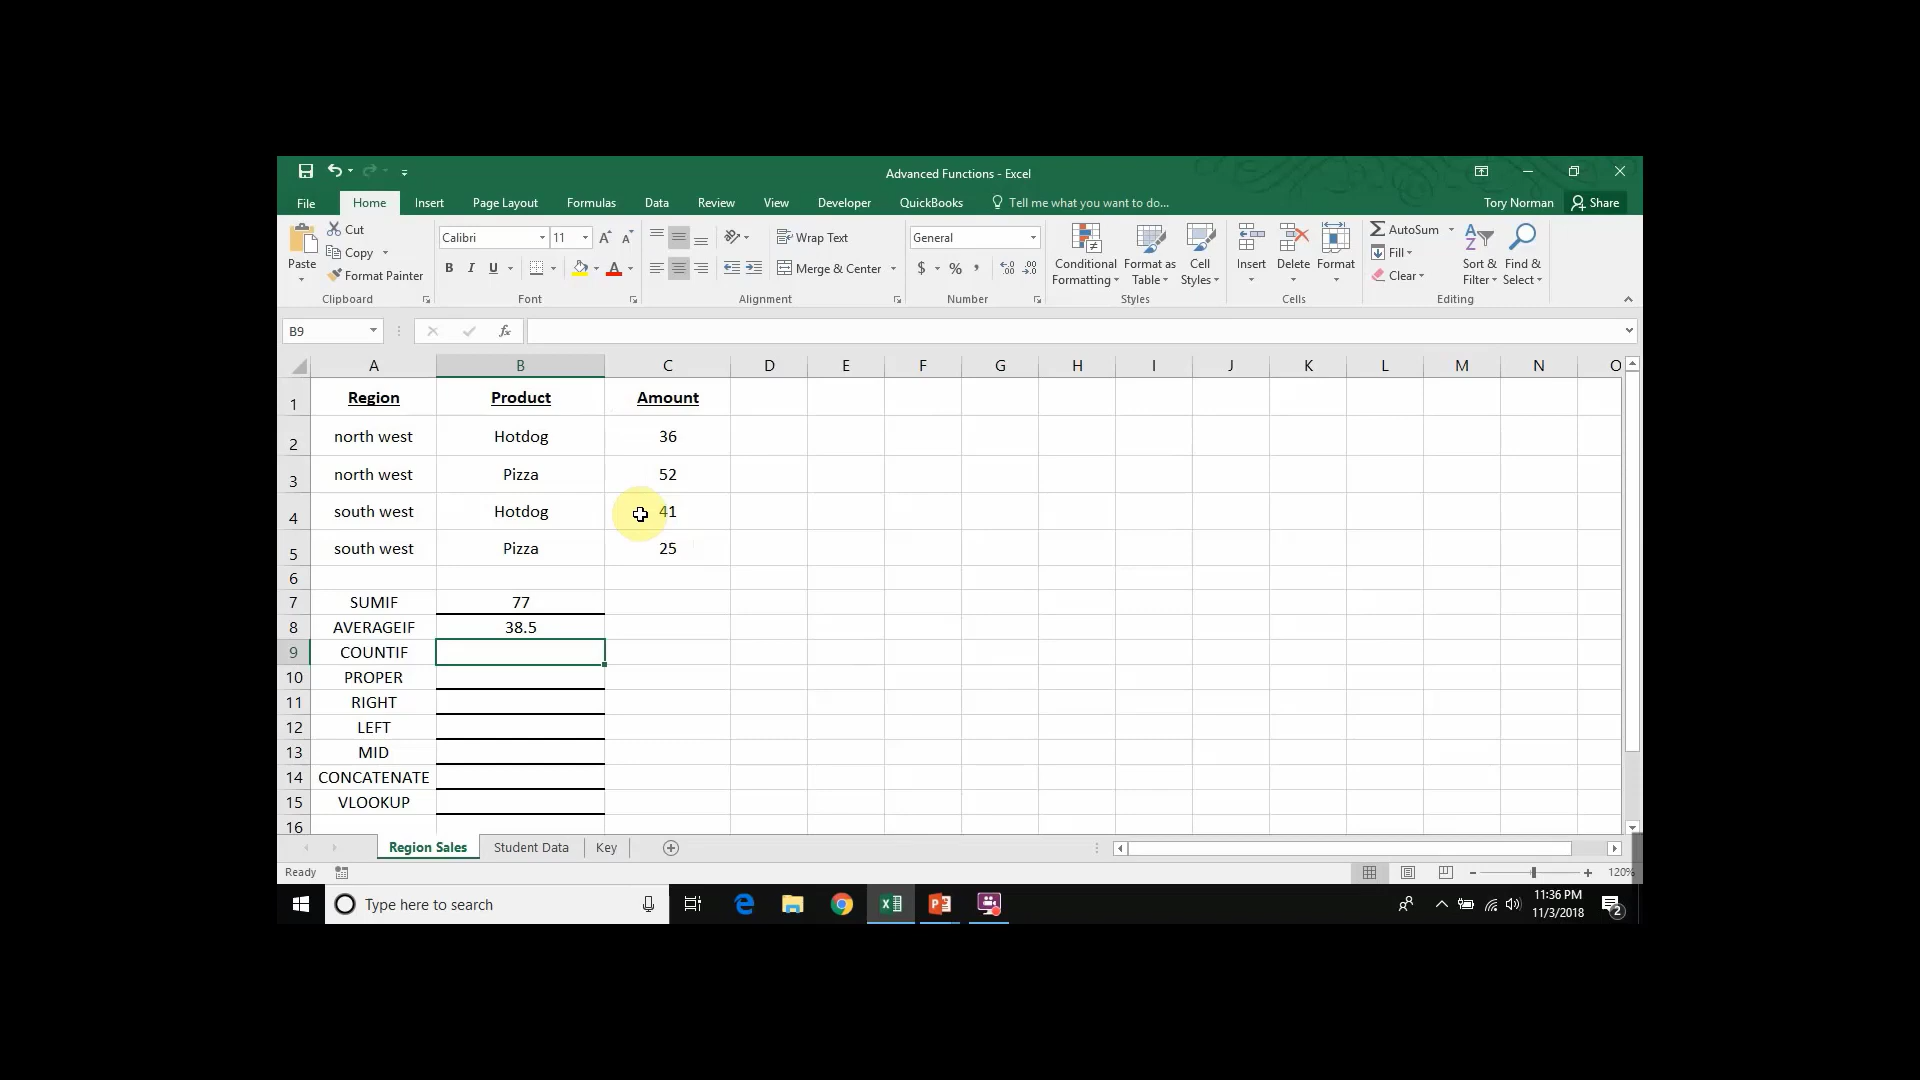 Advanced Functions - Excel
File Home Insert Page Layout Formulas Data Review View Developer QuickBooks Tell me what you want to do... Tory Norman Share
Paste
Cut
Copy
Format Painter
Clipboard
Calibri 11
B I U
Font
Wrap Text
Merge & Center
Alignment
General
$ % ,
Number
Conditional Formatting
Format as Table
Cell Styles
Styles
Insert
Delete
Format
Cells
AutoSum
Fill
Clear
Sort & Filter
Find & Select
Editing
B9 fx
A B C D E F G H I J K L M N O
1 Region Product Amount
2 north west Hotdog 36
3 north west Pizza 52
4 south west Hotdog 41
5 south west Pizza 25
6
7 SUMIF 77
8 AVERAGEIF 38.5
9 COUNTIF
10 PROPER
11 RIGHT
12 LEFT
13 MID
14 CONCATENATE
15 VLOOKUP
16
Region Sales Student Data Key
Ready 120%
Type here to search
11:36 PM
11/3/2018
2